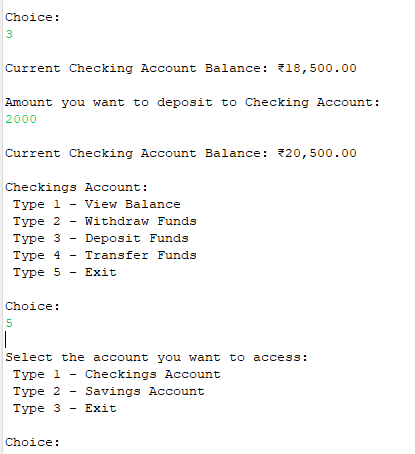 Choice:
3
Current Checking Account Balance: ₹18,500.00
Amount you want to deposit to Checking Account:
2000
Current Checking Account Balance: ₹20,500.00
Checkings Account:
Type 1 - View Balance
Type 2 - Withdraw Funds
Type 3 - Deposit Funds
Type 4 - Transfer Funds
Type 5 - Exit
Choice:
5
Select the account you want to access:
Type 1 - Checkings Account
Type 2 - Savings Account
Type 3 - Exit
Choice: